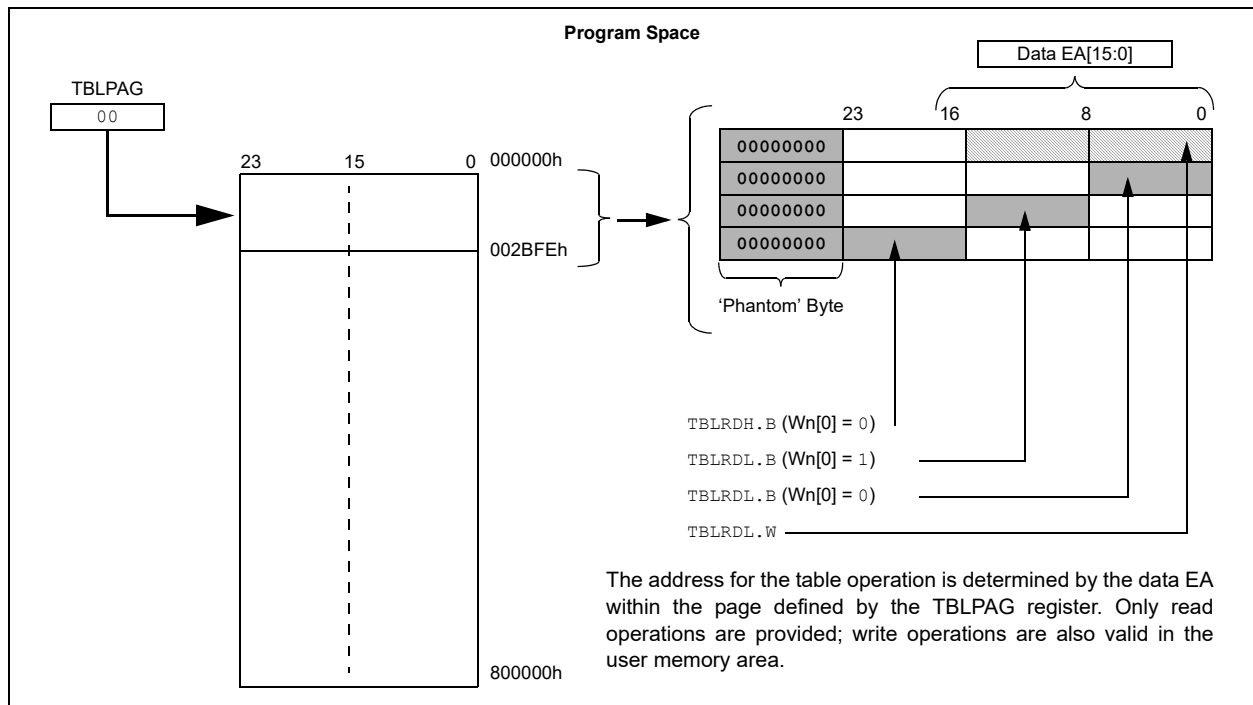 Program Space
Data EA[15:0]
TBLPAG
00
23 16 8 0
23 15 0 000000h
00000000
00000000
00000000
00000000
002BFEh
‘Phantom’ Byte
TBLRDH.B (Wn[0] = 0)
TBLRDL.B (Wn[0] = 1)
TBLRDL.B (Wn[0] = 0)
TBLRDL.W
The address for the table operation is determined by the data EA
within the page defined by the TBLPAG register. Only read
operations are provided; write operations are also valid in the
user memory area.
800000h